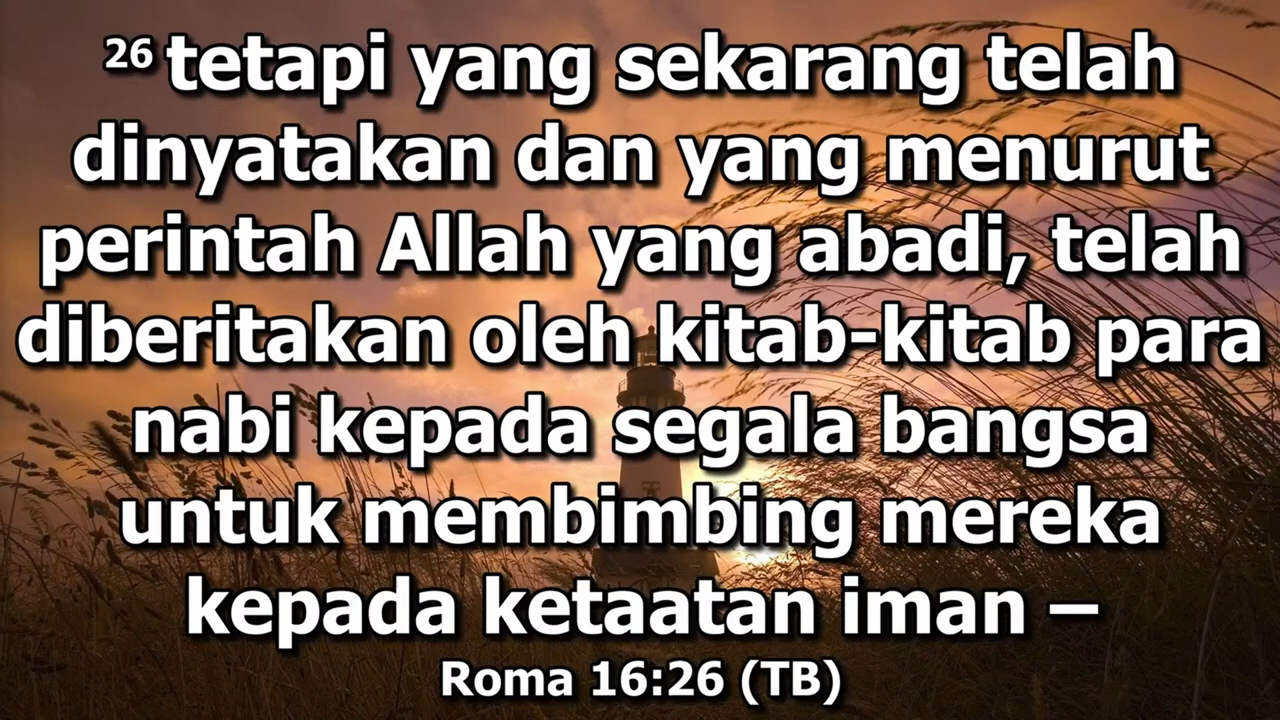 26 tetapi yang sekarang telah
dinyatakan dan yang menurut
perintah Allah yang abadi, telah
diberitakan oleh kitab-kitab para
nabi kepada segala bangsa
untuk membimbing mereka
kepada ketaatan iman –
Roma 16:26 (TB)